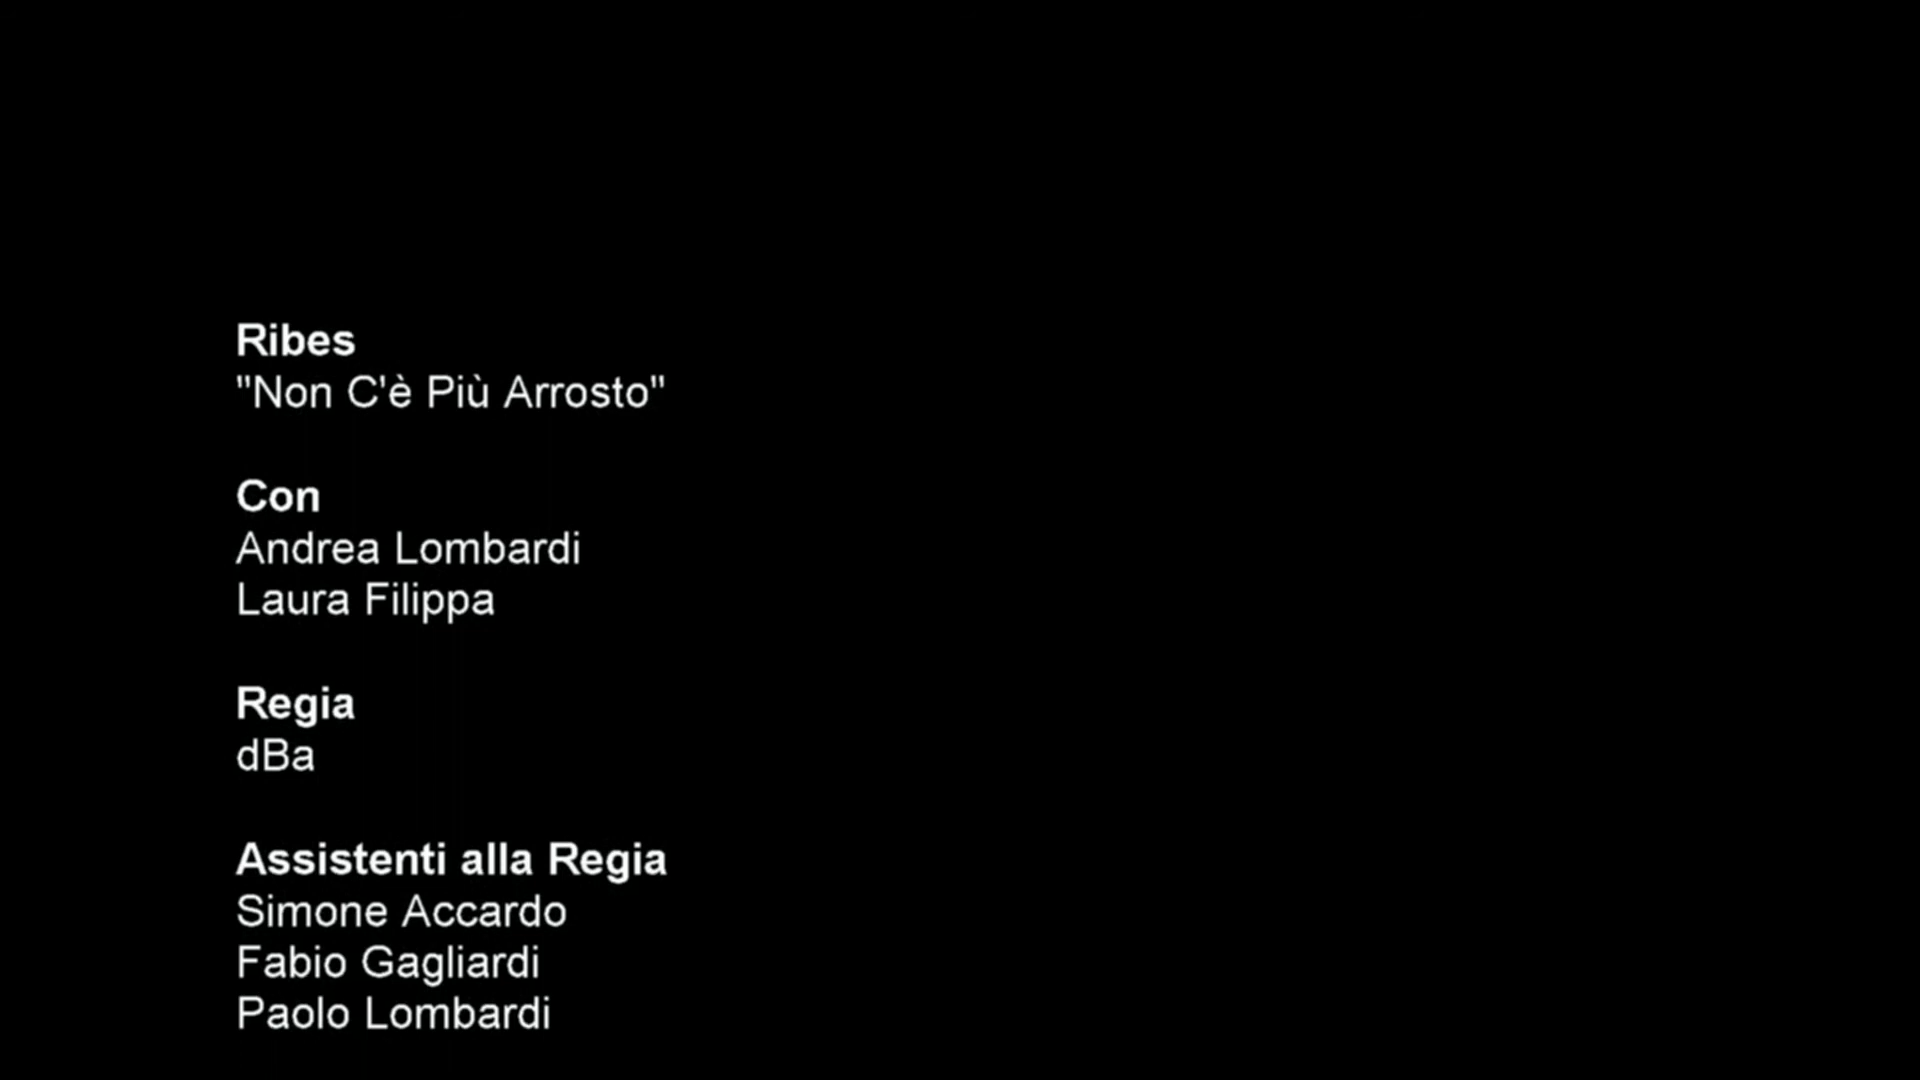 Ribes
"Non C'è Più Arrosto"
Con
Andrea Lombardi
Laura Filippa
Regia
dBa
Assistenti alla Regia
Simone Accardo
Fabio Gagliardi
Paolo Lombardi